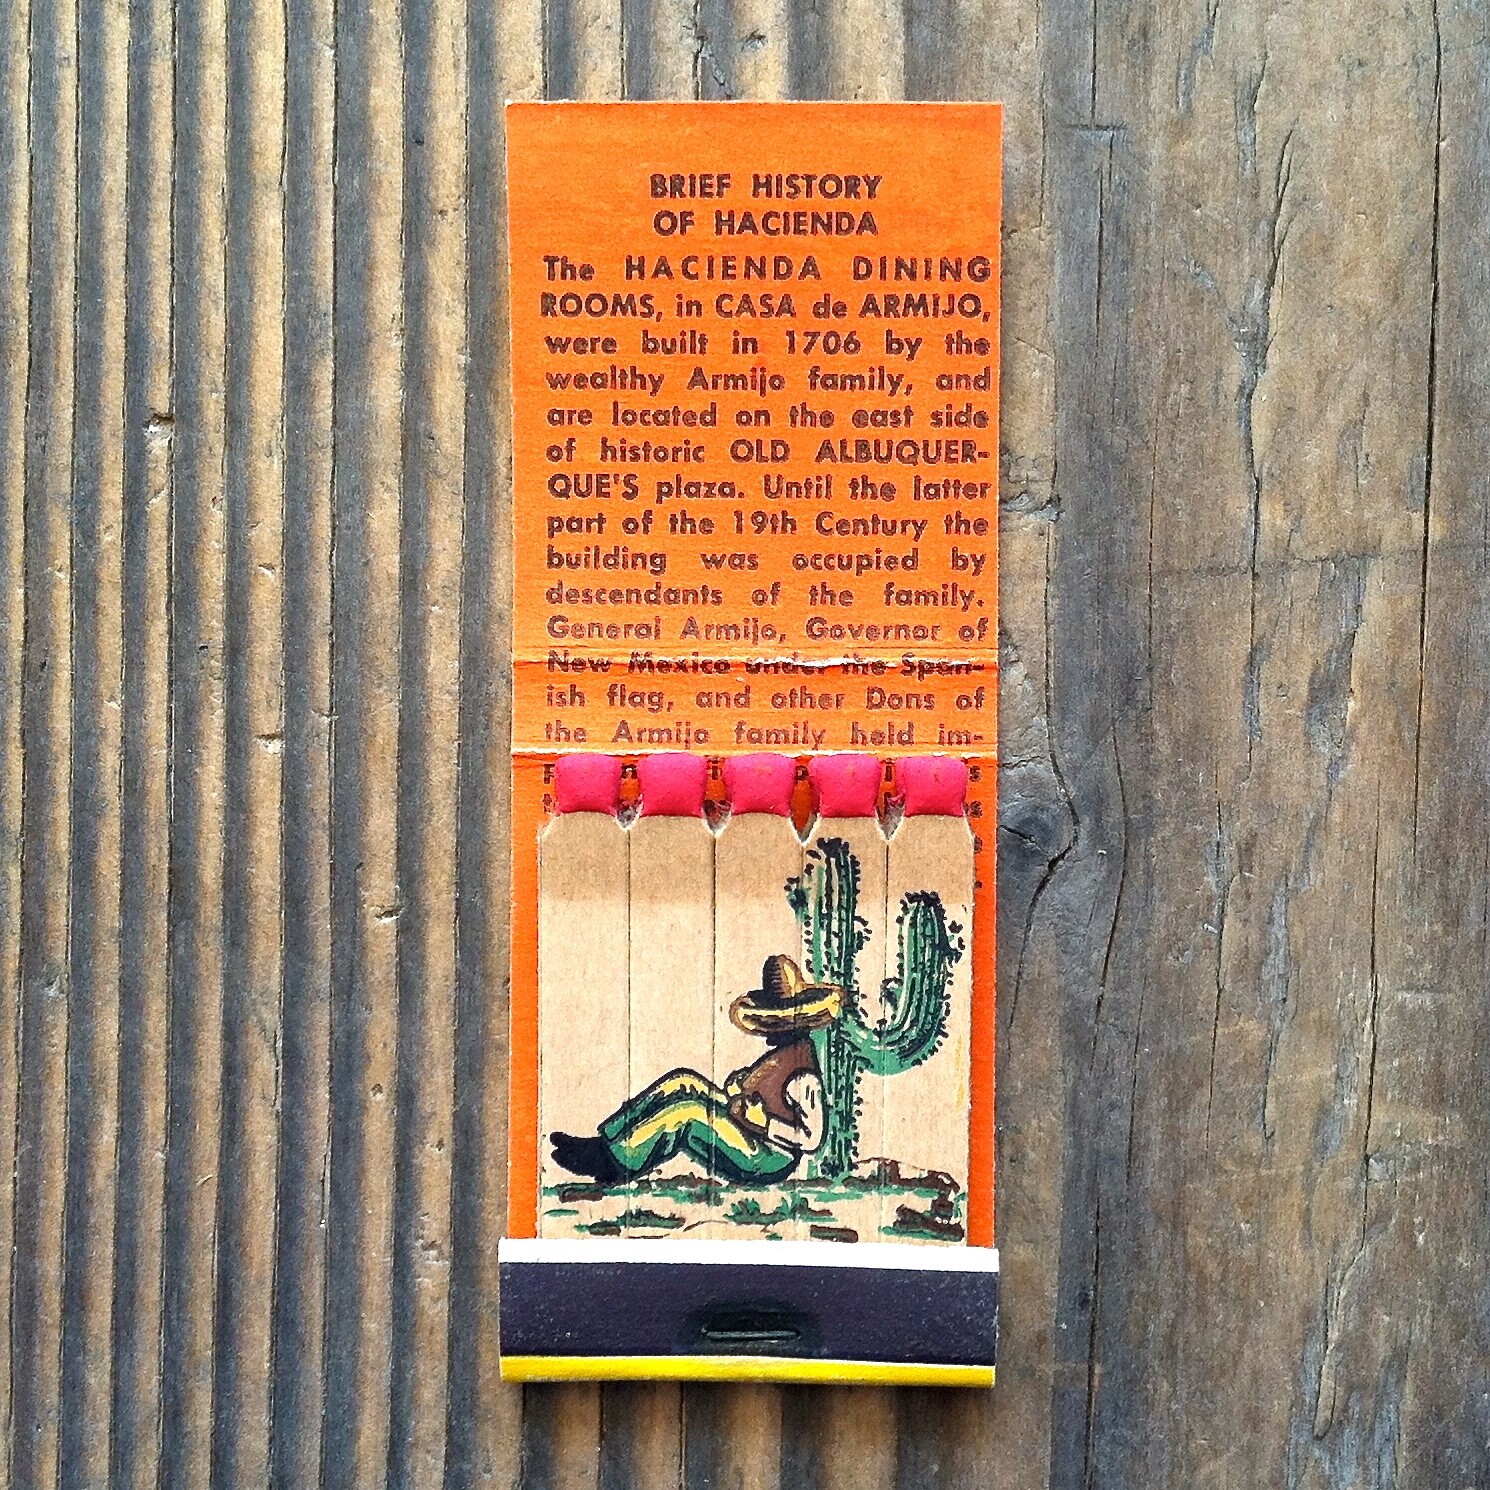 BRIEF HISTORY
OF HACIENDA
The HACIENDA DINING
ROOMS, in CASA de ARMIJO,
were built in 1706 by the
wealthy Armijo family, and
are located on the east side
of historic OLD ALBUQUER-
QUE'S plaza. Until the latter
part of the 19th Century the
building was occupied by
descendants of the family.
General Armijo, Governor of
New Mexico under the Span-
ish flag, and other Dons of
the Armijo family held im-